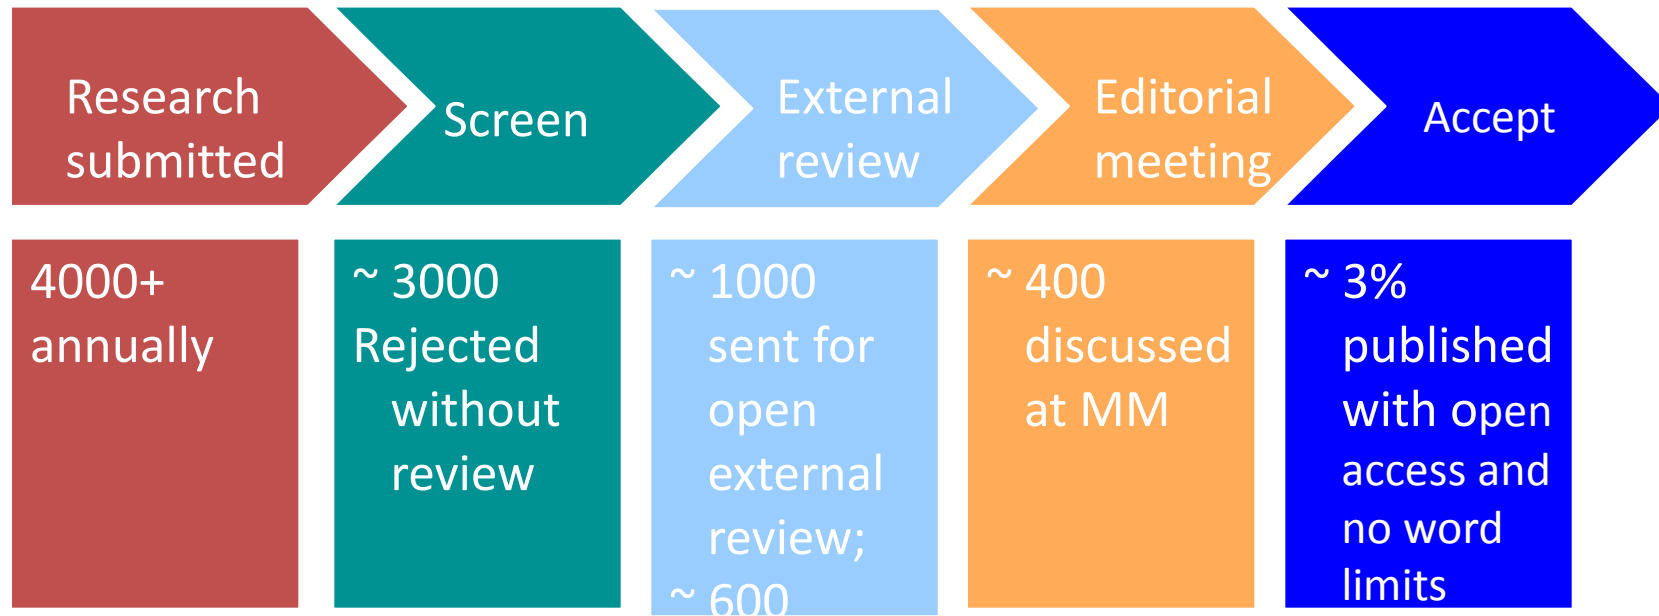 Research
submitted
Screen
External
review
Editorial
meeting
Accept
4000+
annually
~ 3000
Rejected
without
review
~ 1000
sent for
open
external
review;
~ 600
~ 400
discussed
at MM
~ 3%
published
with open
access and
no word
limits